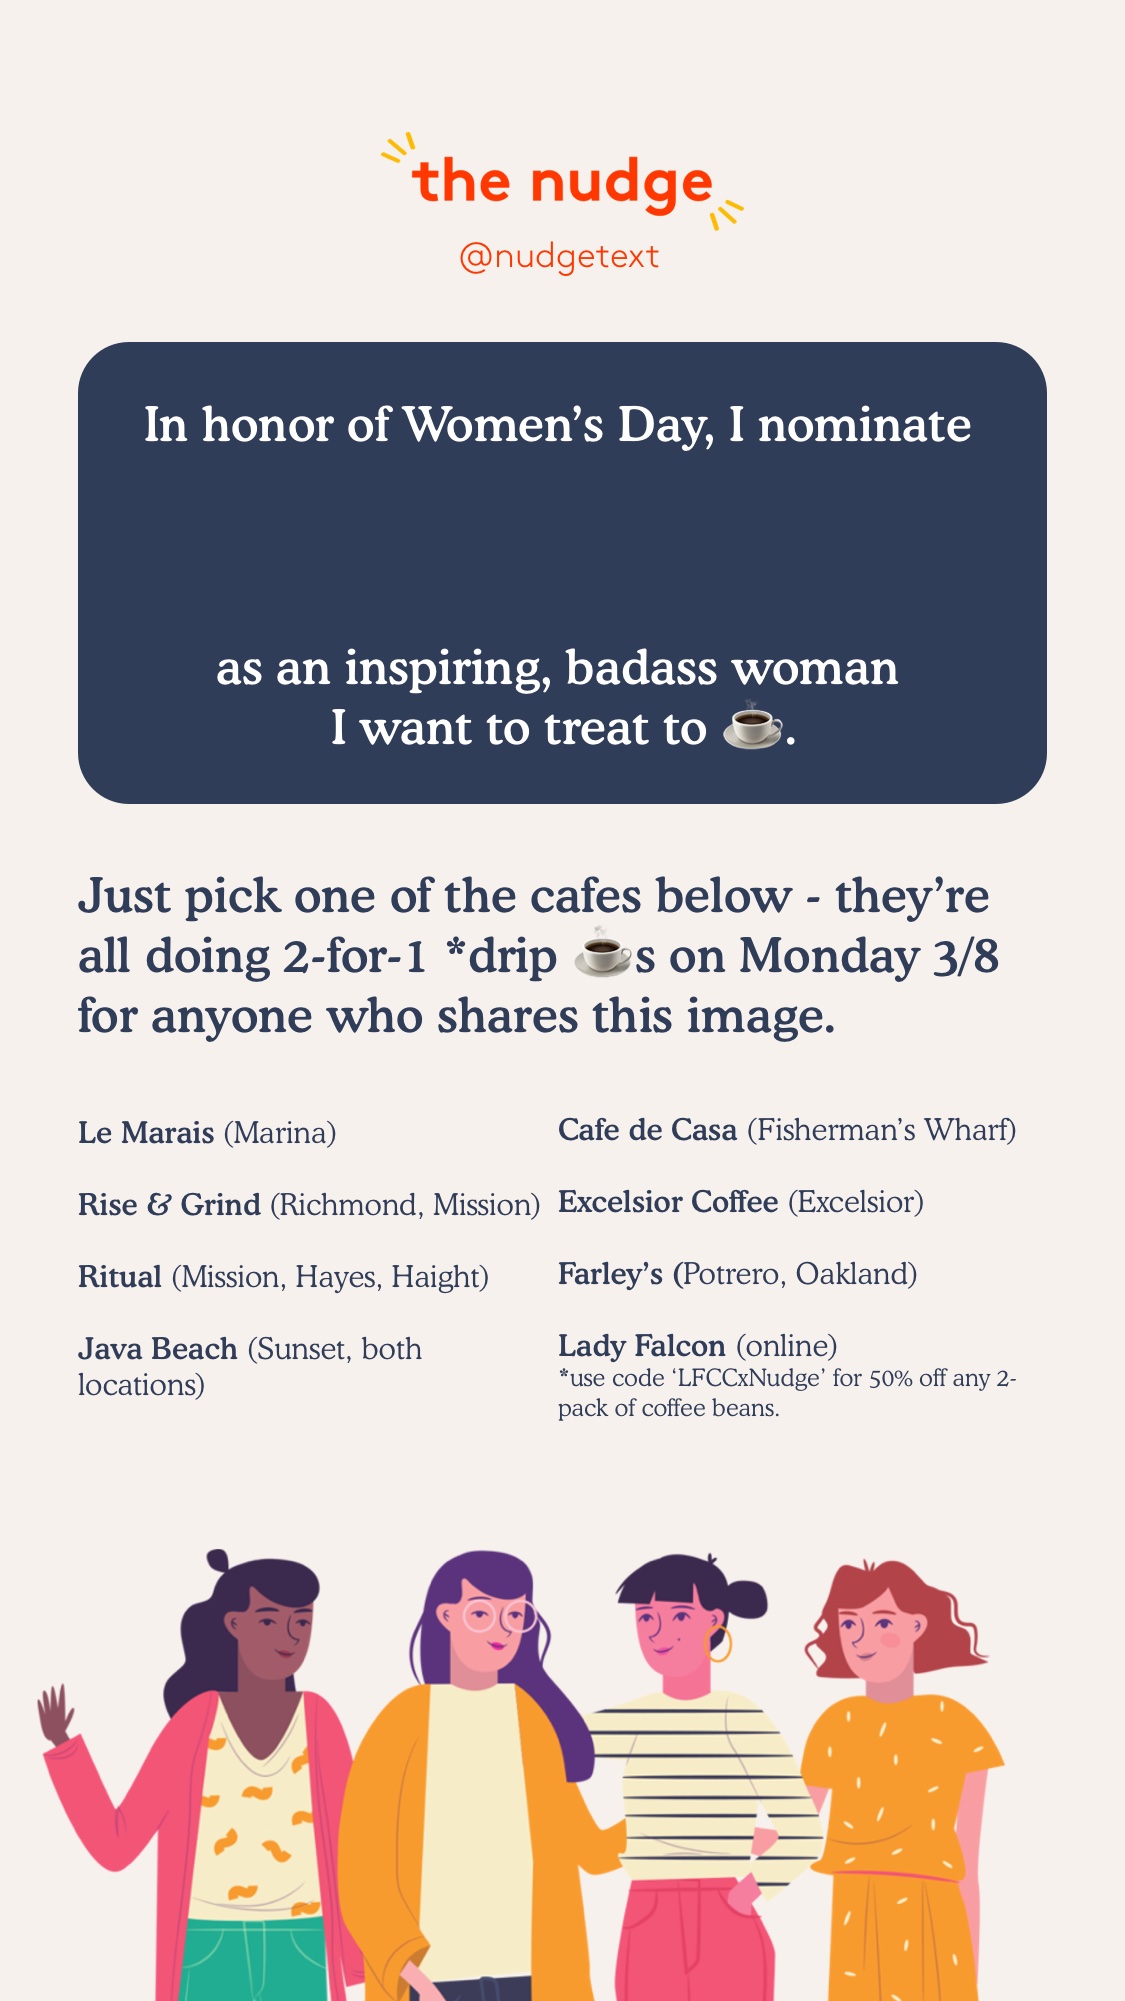 the nudge
@nudgetext
In honor of Women’s Day, I nominate
as an inspiring, badass woman
I want to treat to ☕.
Just pick one of the cafes below - they’re
all doing 2-for-1 *drip ☕s on Monday 3/8
for anyone who shares this image.
Le Marais (Marina)
Rise & Grind (Richmond, Mission)
Ritual (Mission, Hayes, Haight)
Java Beach (Sunset, both
locations)
Cafe de Casa (Fisherman’s Wharf)
Excelsior Coffee (Excelsior)
Farley’s (Potrero, Oakland)
Lady Falcon (online)
*use code ‘LFCCxNudge’ for 50% off any 2-
pack of coffee beans.